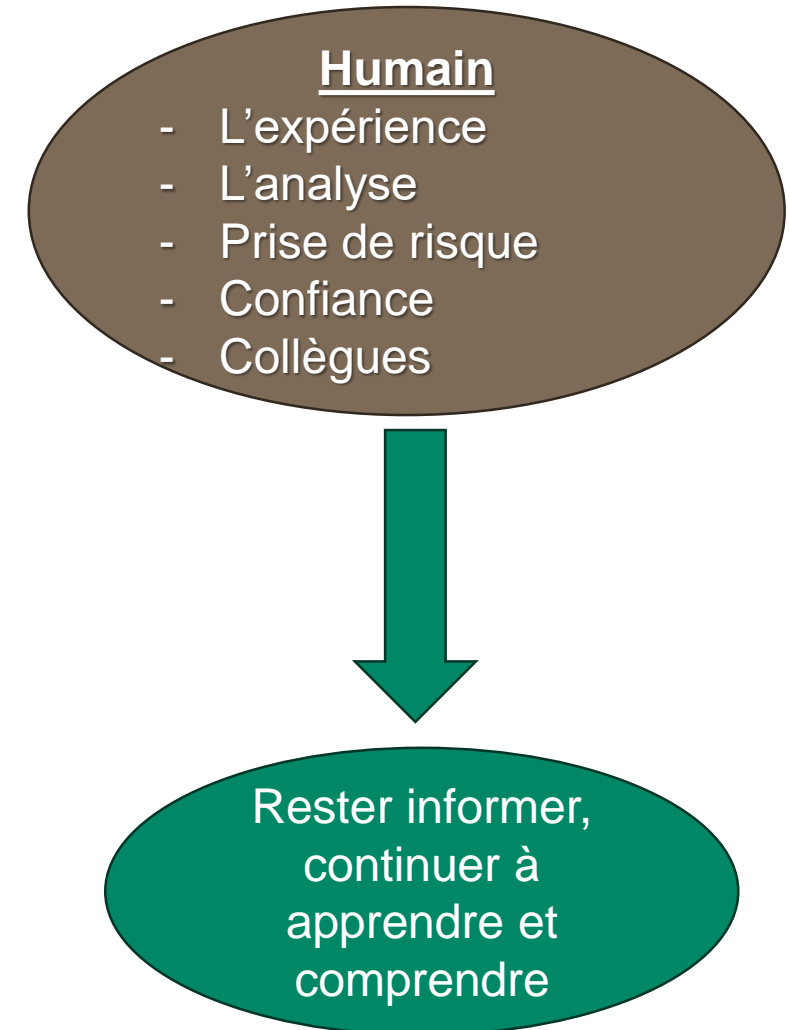 Humain
- L'expérience
- L'analyse
- Prise de risque
- Confiance
- Collègues
Rester informer,
continuer à
apprendre et
comprendre